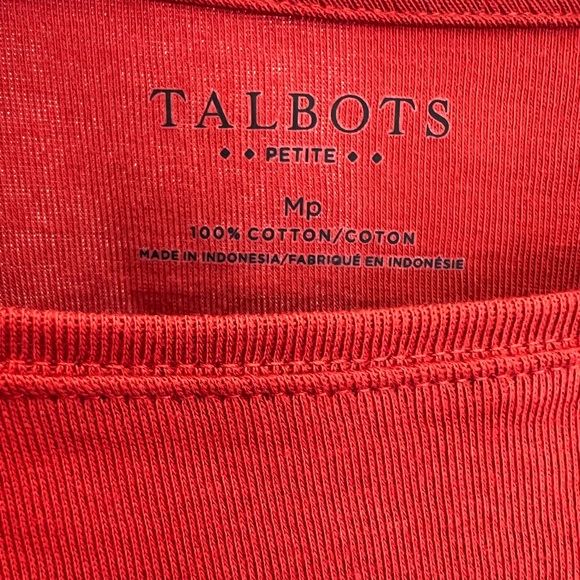 TALBOTS
PETITE
Mp
100% COTTON/COTON
MADE IN INDONESIA/FABRIQUÉ EN INDONÉSIE